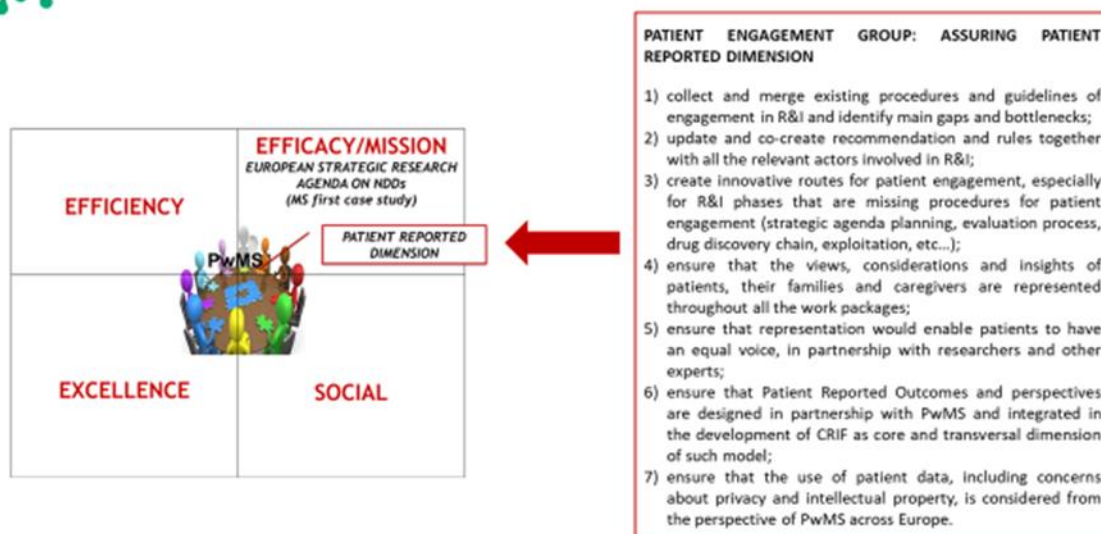 EFFICIENCY
EFFICACY/MISSION
EUROPEAN STRATEGIC RESEARCH
AGENDA ON NDDs
(MS first case study)
PATIENT REPORTED
DIMENSION
PwMS
EXCELLENCE
SOCIAL
PATIENT ENGAGEMENT GROUP: ASSURING PATIENT
REPORTED DIMENSION
1) collect and merge existing procedures and guidelines of
engagement in R&I and identify main gaps and bottlenecks;
2) update and co-create recommendation and rules together
with all the relevant actors involved in R&I;
3) create innovative routes for patient engagement, especially
for R&I phases that are missing procedures for patient
engagement (strategic agenda planning, evaluation process,
drug discovery chain, exploitation, etc...);
4) ensure that the views, considerations and insights of
patients, their families and caregivers are represented
throughout all the work packages;
5) ensure that representation would enable patients to have
an equal voice, in partnership with researchers and other
experts;
6) ensure that Patient Reported Outcomes and perspectives
are designed in partnership with PwMS and integrated in
the development of CRIF as core and transversal dimension
of such model;
7) ensure that the use of patient data, including concerns
about privacy and intellectual property, is considered from
the perspective of PwMS across Europe.